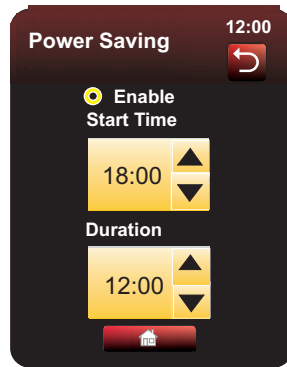 Power Saving
12:00
Enable
Start Time
18:00
Duration
12:00